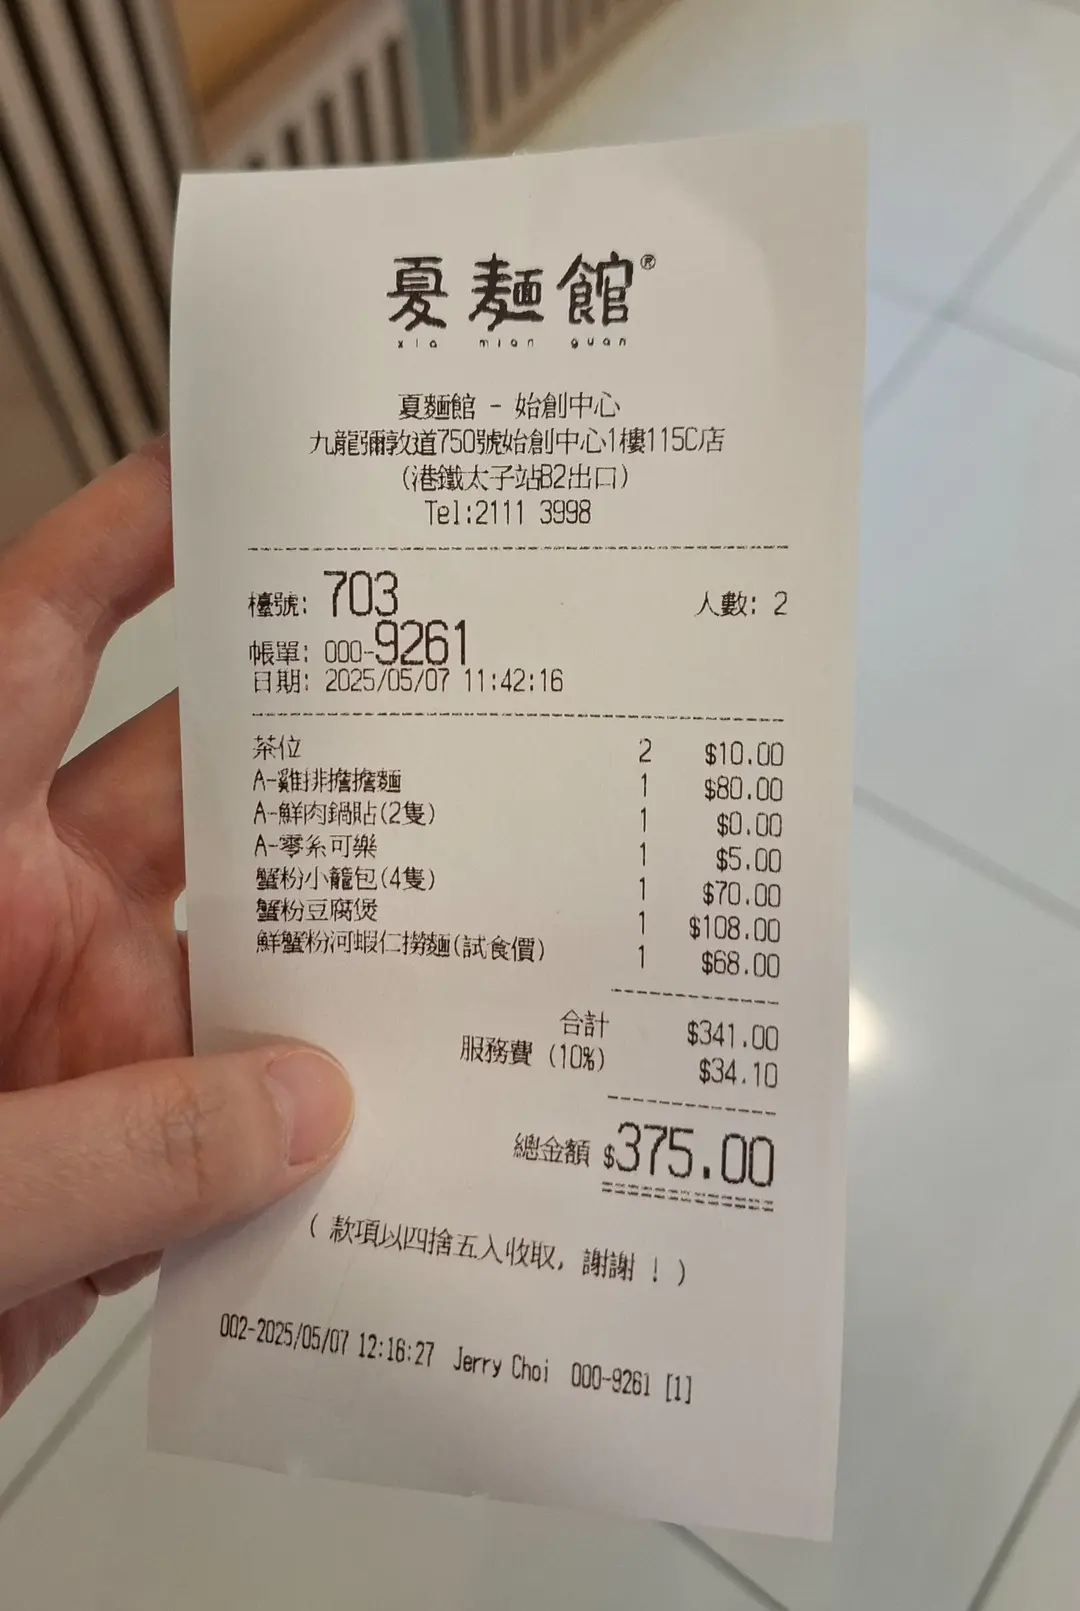 夏麵館®
xia mian guan
夏麵館 - 始創中心
九龍彌敦道750號始創中心1樓115C店
(港鐵太子站B2出口)
Tel:2111 3998
檯號: 703 人數: 2
帳單: 000-9261
日期: 2025/05/07 11:42:16
茶位 2 $10.00
A-雞排擔擔麵 1 $80.00
A-鮮肉鍋貼(2隻) 1 $0.00
A-零系可樂 1 $5.00
蟹粉小籠包(4隻) 1 $70.00
蟹粉豆腐煲 1 $108.00
鮮蟹粉河蝦仁撈麵(試食價) 1 $68.00
合計 $341.00
服務費 (10%) $34.10
總金額 $375.00
( 款項以四捨五入收取, 謝謝 ! )
002-2025/05/07 12:16:27 Jerry Choi 000-9261 [1]